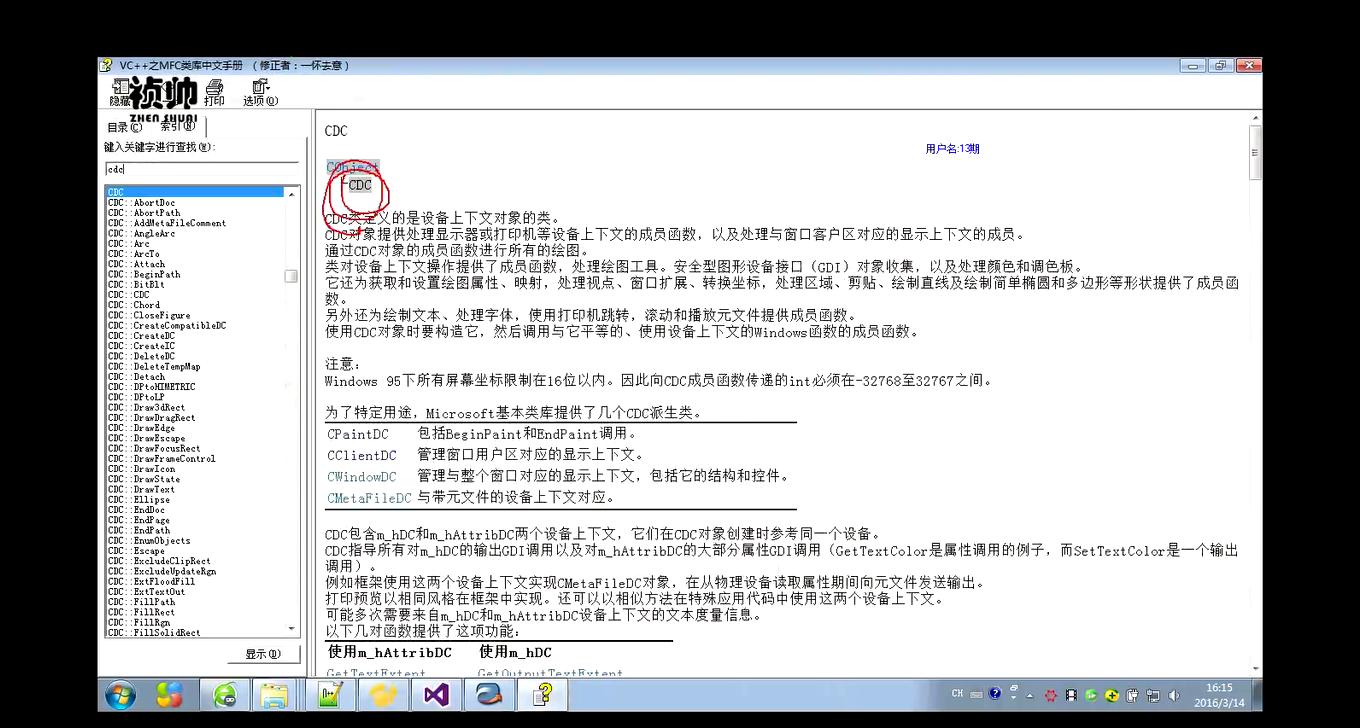 VC++之MFC类库中文手册 （修正者：一怀去意）
隐藏
祯帅
ZHEN SHUAI
打印
选项(O)
目录(C)
索引(N)
键入关键字进行查找(W):
cdc
CDC
CDC::AbortDoc
CDC::AbortPath
CDC::AddMetaFileComment
CDC::AngleArc
CDC::Arc
CDC::ArcTo
CDC::Attach
CDC::BeginPath
CDC::BitBlt
CDC::CDC
CDC::Chord
CDC::CloseFigure
CDC::CreateCompatibleDC
CDC::CreateDC
CDC::CreateIC
CDC::DeleteDC
CDC::DeleteTempMap
CDC::Detach
CDC::DPtoHIMETRIC
CDC::DPtoLP
CDC::Draw3dRect
CDC::DrawDragRect
CDC::DrawEdge
CDC::DrawEscape
CDC::DrawFocusRect
CDC::DrawFrameControl
CDC::DrawIcon
CDC::DrawState
CDC::DrawText
CDC::Ellipse
CDC::EndDoc
CDC::EndPage
CDC::EndPath
CDC::EnumObjects
CDC::Escape
CDC::ExcludeClipRect
CDC::ExcludeUpdateRgn
CDC::ExtFloodFill
CDC::ExtTextOut
CDC::FillPath
CDC::FillRect
CDC::FillRgn
CDC::FillSolidRect
显示(D)
CDC
用户名:13期
CObject
└CDC
CDC类定义的是设备上下文对象的类。
CDC对象提供处理显示器或打印机等设备上下文的成员函数，以及处理与窗口客户区对应的显示上下文的成员。
通过CDC对象的成员函数进行所有的绘图。
类对设备上下文操作提供了成员函数，处理绘图工具。安全型图形设备接口（GDI）对象收集，以及处理颜色和调色板。
它还为获取和设置绘图属性、映射，处理视点、窗口扩展、转换坐标，处理区域、剪贴、绘制直线及绘制简单椭圆和多边形等形状提供了成员函
数。
另外还为绘制文本、处理字体，使用打印机跳转，滚动和播放元文件提供成员函数。
使用CDC对象时要构造它，然后调用与它平等的、使用设备上下文的Windows函数的成员函数。
注意：
Windows 95下所有屏幕坐标限制在16位以内。因此向CDC成员函数传递的int必须在-32768至32767之间。
为了特定用途，Microsoft基本类库提供了几个CDC派生类。
CPaintDC 包括BeginPaint和EndPaint调用。
CClientDC 管理窗口用户区对应的显示上下文。
CWindowDC 管理与整个窗口对应的显示上下文，包括它的结构和控件。
CMetaFileDC 与带元文件的设备上下文对应。
CDC包含m_hDC和m_hAttribDC两个设备上下文，它们在CDC对象创建时参考同一个设备。
CDC指导所有对m_hDC的输出GDI调用以及对m_hAttribDC的大部分属性GDI调用（GetTextColor是属性调用的例子，而SetTextColor是一个输出
调用）。
例如框架使用这两个设备上下文实现CMetaFileDC对象，在从物理设备读取属性期间向元文件发送输出。
打印预览以相同风格在框架中实现。还可以以相似方法在特殊应用代码中使用这两个设备上下文。
可能多次需要来自m_hDC和m_hAttribDC设备上下文的文本度量信息。
以下几对函数提供了这项功能：
使用m_hAttribDC 使用m_hDC
GetTextExtent GetOutputTextExtent
CH
16:15
2016/3/14